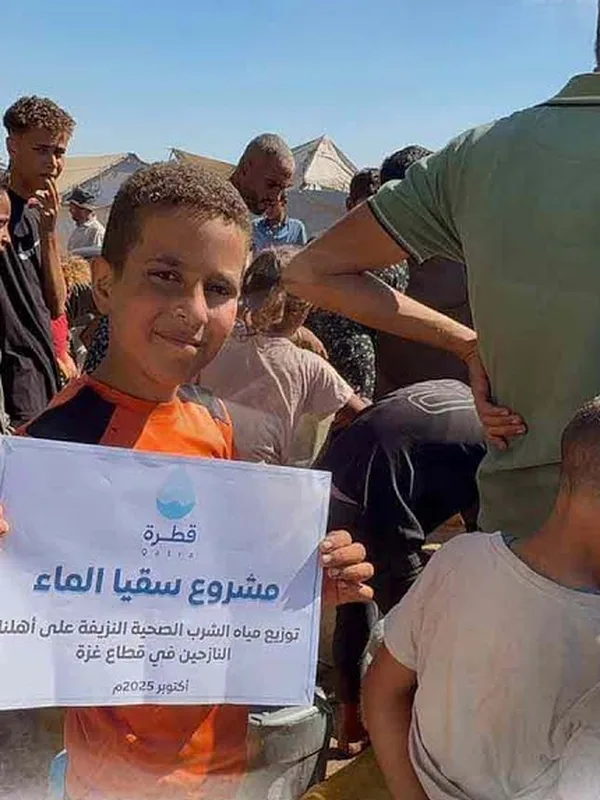 قطرة
Qatra
مشروع سقيا الماء
توزيع مياه الشرب الصحية النزيفة على أهلنا
النازحين في قطاع غزة
أكتوبر 2025م